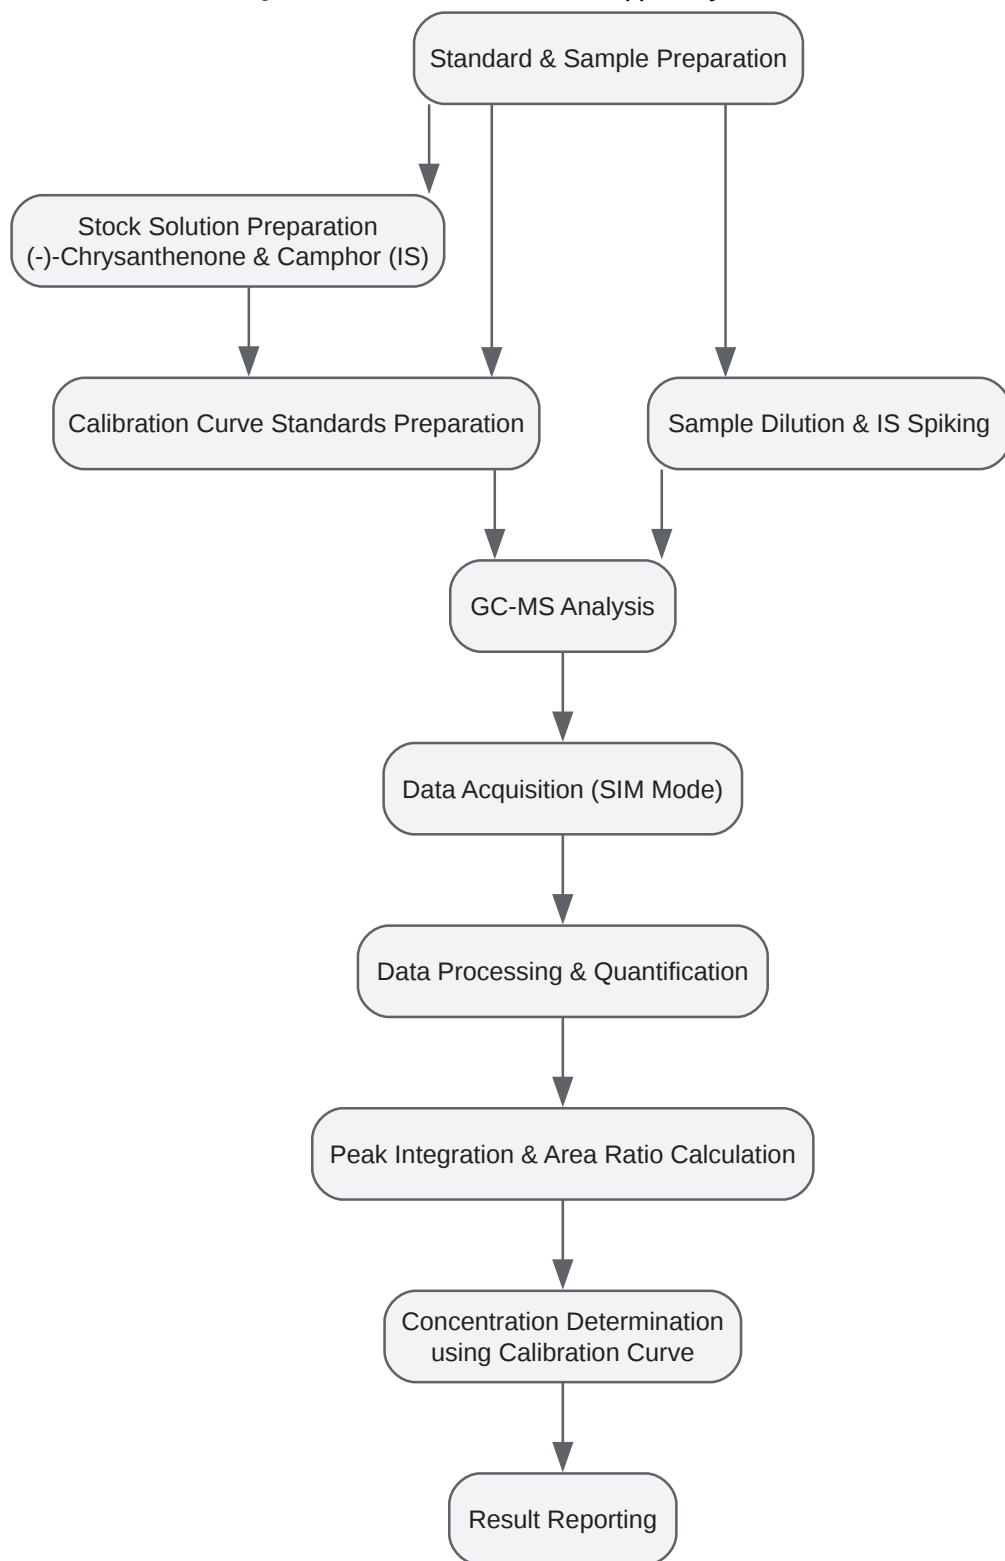 Standard & Sample Preparation
Stock Solution Preparation
(-)-Chrysanthenone & Camphor (IS)
Calibration Curve Standards Preparation
Sample Dilution & IS Spiking
GC-MS Analysis
Data Acquisition (SIM Mode)
Data Processing & Quantification
Peak Integration & Area Ratio Calculation
Concentration Determination
using Calibration Curve
Result Reporting